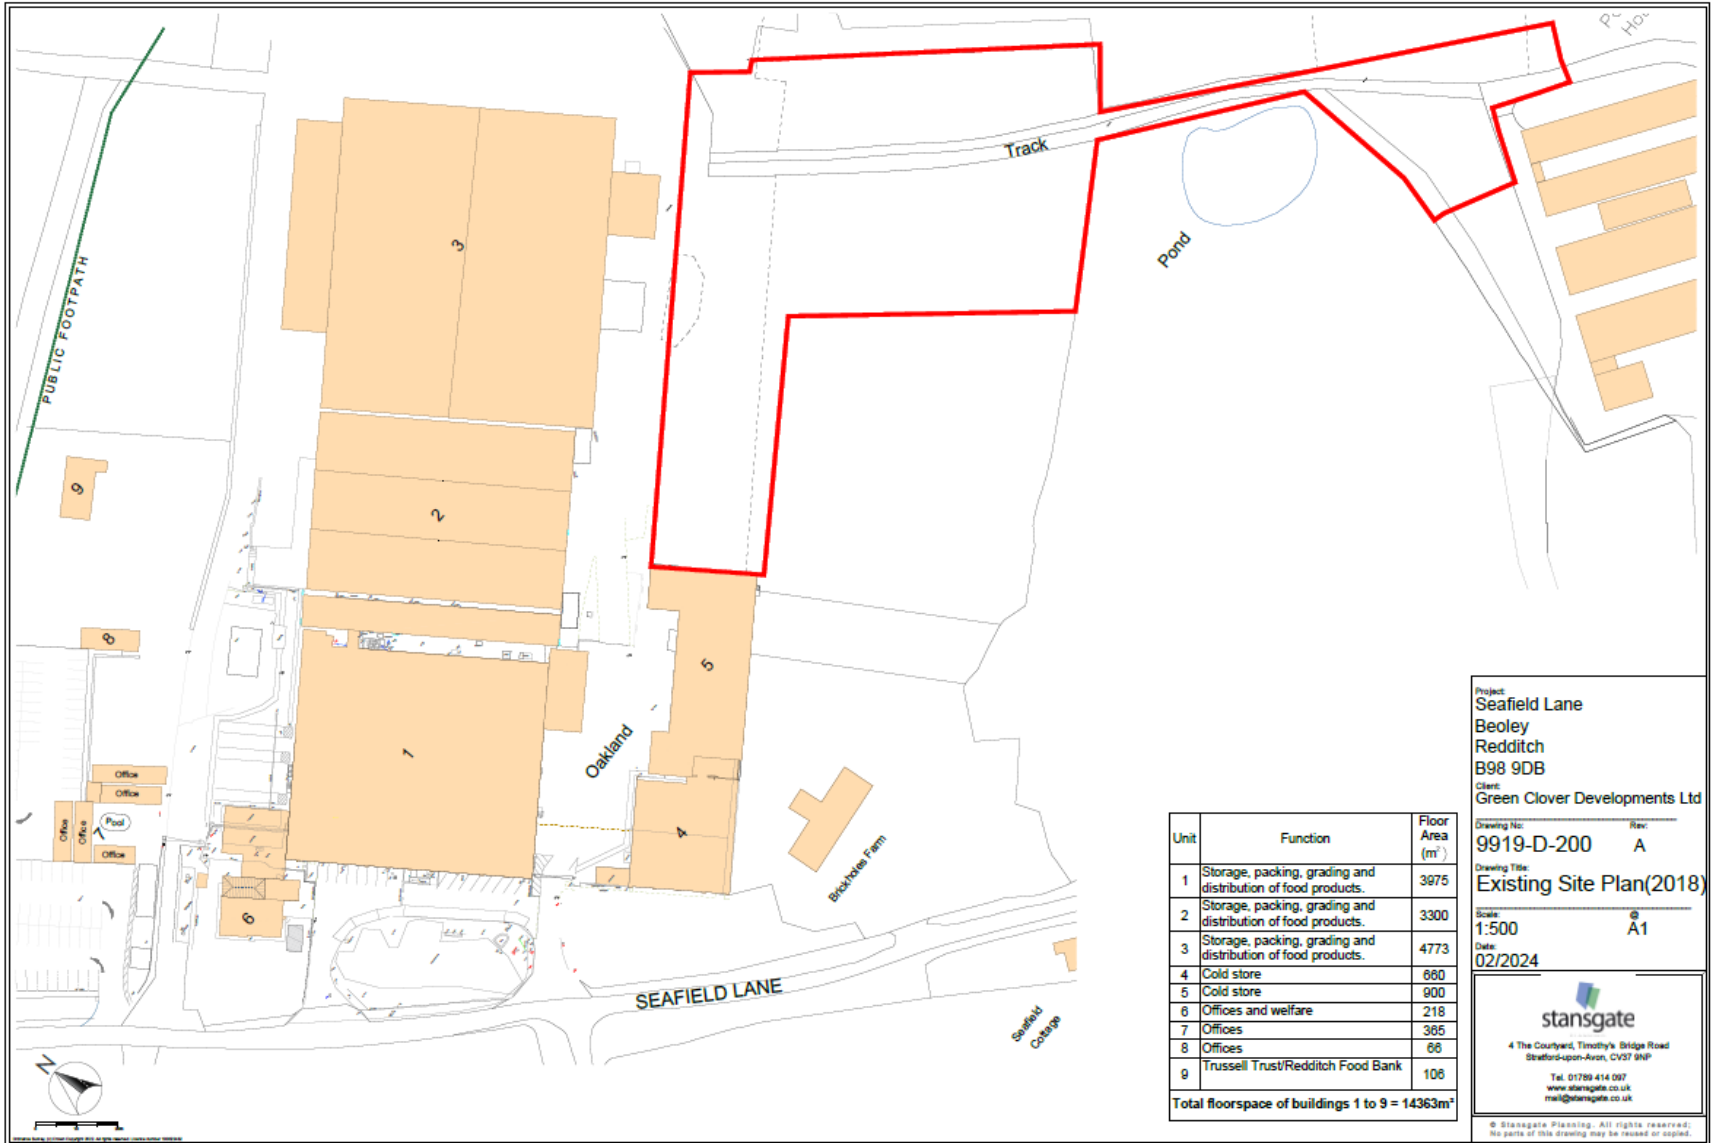 PUBLIC FOOTPATH
3
Track
Pond
9
2
8
5
Oakland
1
Office
Office
Office
Office
Pool
7
Office
4
Brickholes Farm
6
SEAFIELD LANE
Seafield
Cottage
N
Unit Function Floor Area (m²)
1 Storage, packing, grading and distribution of food products. 3975
2 Storage, packing, grading and distribution of food products. 3300
3 Storage, packing, grading and distribution of food products. 4773
4 Cold store 660
5 Cold store 900
6 Offices and welfare 218
7 Offices 365
8 Offices 66
9 Trussell Trust/Redditch Food Bank 106
Total floorspace of buildings 1 to 9 = 14363m²
Project:
Seafield Lane
Beoley
Redditch
B98 9DB
Client:
Green Clover Developments Ltd
Drawing No: Rev:
9919-D-200 A
Drawing Title:
Existing Site Plan(2018)
Scale: @
1:500 A1
Date:
02/2024
stansgate
4 The Courtyard, Timothy's Bridge Road
Stratford-upon-Avon, CV37 9NP
Tel. 01789 414 097
www.stansgate.co.uk
mail@stansgate.co.uk
© Stansgate Planning. All rights reserved;
No parts of this drawing may be reused or copied.